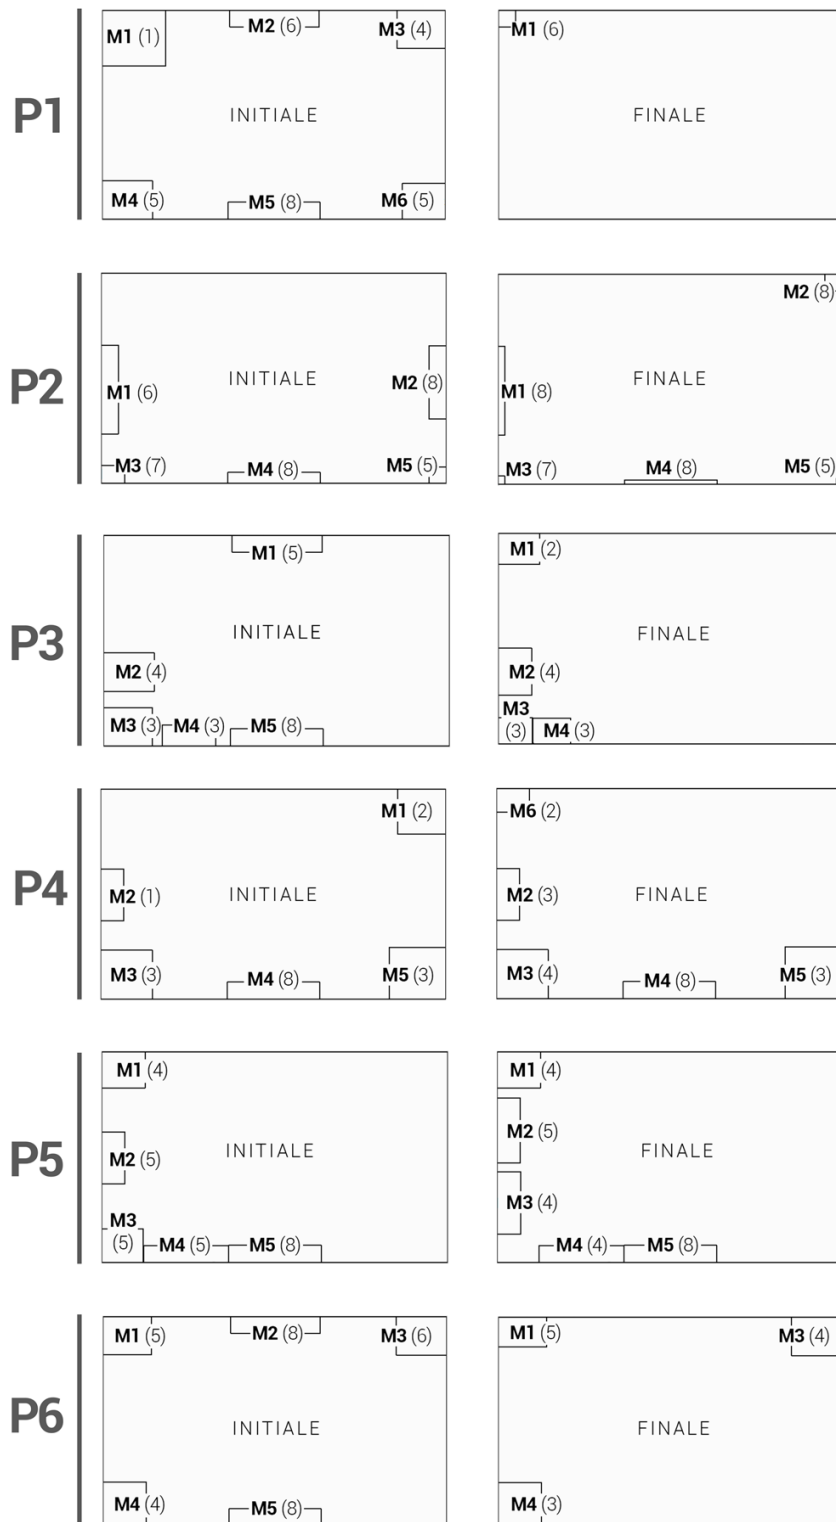 M1 (1) M2 (6) M3 (4) M1 (6)
P1 INITIALE FINALE
M4 (5) M5 (8) M6 (5)
M2 (8)
P2 INITIALE FINALE
M1 (6) M2 (8) M1 (8)
M3 (7) M4 (8) M5 (5) M3 (7) M4 (8) M5 (5)
M1 (5) M1 (2)
P3 INITIALE FINALE
M2 (4) M2 (4)
M3 (3) M4 (3) M5 (8) M3 (3) M4 (3)
M1 (2) M6 (2)
P4 M2 (1) INITIALE M2 (3) FINALE
M3 (3) M4 (8) M5 (3) M3 (4) M4 (8) M5 (3)
M1 (4) M1 (4)
M2 (5)
P5 M2 (5) INITIALE FINALE
M3 (4)
M3 (5) M4 (5) M5 (8) M4 (4) M5 (8)
M1 (5) M2 (8) M3 (6) M1 (5) M3 (4)
P6 INITIALE FINALE
M4 (4) M5 (8) M4 (3)